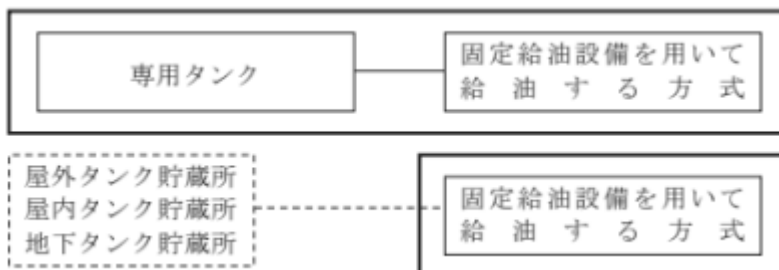 専用タンク
固定給油設備を用いて
給油する方式
屋外タンク貯蔵所
屋内タンク貯蔵所
地下タンク貯蔵所
固定給油設備を用いて
給油する方式